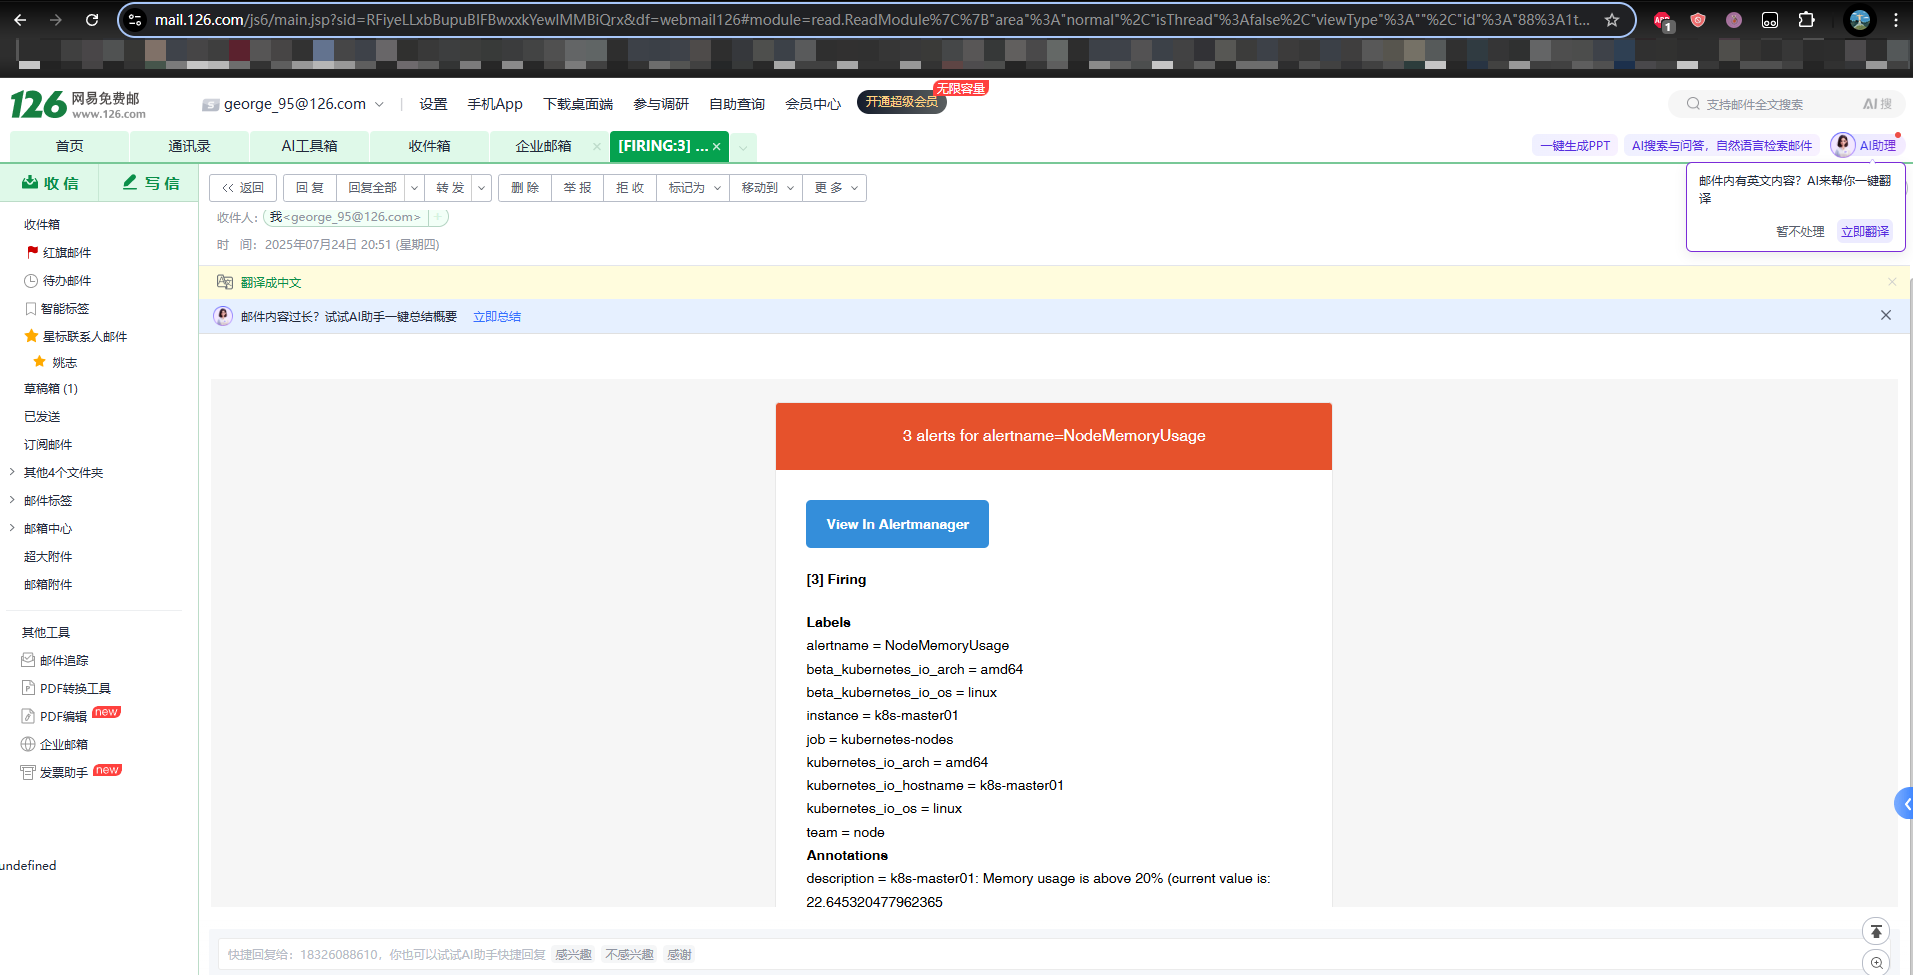 mail.126.com/js6/main.jsp?sid=RFiyeLLxbBupuBIFBwxxkYewIMMBiQrx&df=webmail126#module=read.ReadModule%7C%7B"area"%3A"normal"%2C"isThread"%3Afalse%2C"viewType"%3A""%2C"id"%3A"88%3A1t...
1
126 网易免费邮
www.126.com
george_95@126.com
设置 手机App 下载桌面端 参与调研 自助查询 会员中心 开通超级会员
无限容量
支持邮件全文搜索 AI 搜
首页 通讯录 AI工具箱 收件箱 企业邮箱 × [FIRING:3] ... ×
一键生成PPT AI搜索与问答，自然语言检索邮件 AI助理
收 信 写 信
<< 返回 回 复 回复全部 转 发 删 除 举 报 拒 收 标记为 移动到 更 多
邮件内有英文内容？AI来帮你一键翻
译
暂不处理 立即翻译
收件人： 我<george_95@126.com> +
时 间： 2025年07月24日 20:51 (星期四)
翻译成中文
邮件内容过长？试试AI助手一键总结概要 立即总结
收件箱
红旗邮件
待办邮件
智能标签
星标联系人邮件
姚志
草稿箱 (1)
已发送
订阅邮件
其他4个文件夹
邮件标签
邮箱中心
超大附件
邮箱附件
其他工具
邮件追踪
PDF转换工具
PDF编辑 new
企业邮箱
发票助手 new
undefined
3 alerts for alertname=NodeMemoryUsage
View In Alertmanager
[3] Firing
Labels
alertname = NodeMemoryUsage
beta_kubernetes_io_arch = amd64
beta_kubernetes_io_os = linux
instance = k8s-master01
job = kubernetes-nodes
kubernetes_io_arch = amd64
kubernetes_io_hostname = k8s-master01
kubernetes_io_os = linux
team = node
Annotations
description = k8s-master01: Memory usage is above 20% (current value is:
22.645320477962365
快捷回复给：18326088610，你也可以试试AI助手快捷回复 感兴趣 不感兴趣 感谢